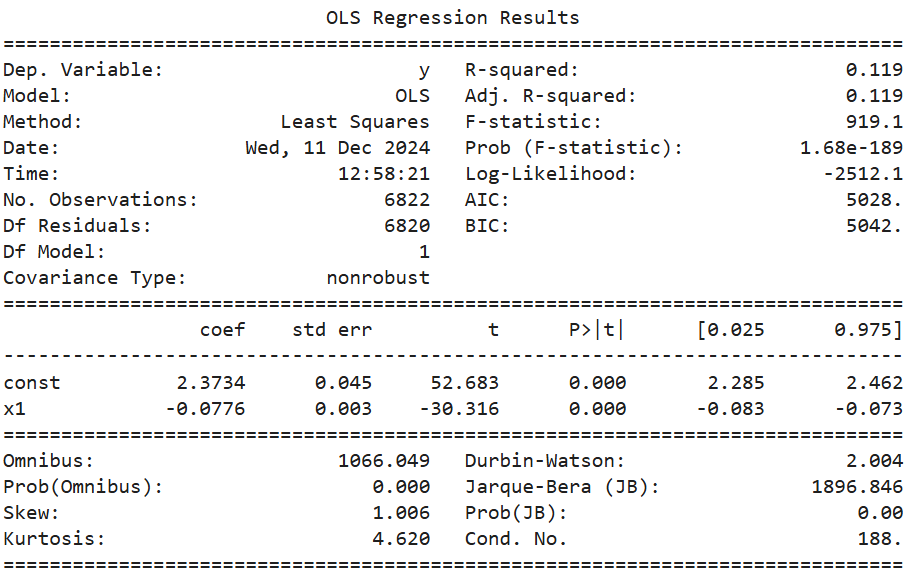 OLS Regression Results
==============================================================================
Dep. Variable:                      y   R-squared:                       0.119
Model:                            OLS   Adj. R-squared:                  0.119
Method:                 Least Squares   F-statistic:                     919.1
Date:                Wed, 11 Dec 2024   Prob (F-statistic):          1.68e-189
Time:                        12:58:21   Log-Likelihood:                -2512.1
No. Observations:                6822   AIC:                             5028.
Df Residuals:                    6820   BIC:                             5042.
Df Model:                           1
Covariance Type:            nonrobust
==============================================================================
                 coef    std err          t      P>|t|      [0.025      0.975]
------------------------------------------------------------------------------
const          2.3734      0.045     52.683      0.000       2.285       2.462
x1            -0.0776      0.003    -30.316      0.000      -0.083      -0.073
==============================================================================
Omnibus:                     1066.049   Durbin-Watson:                   2.004
Prob(Omnibus):                  0.000   Jarque-Bera (JB):             1896.846
Skew:                           1.006   Prob(JB):                         0.00
Kurtosis:                       4.620   Cond. No.                         188.
==============================================================================